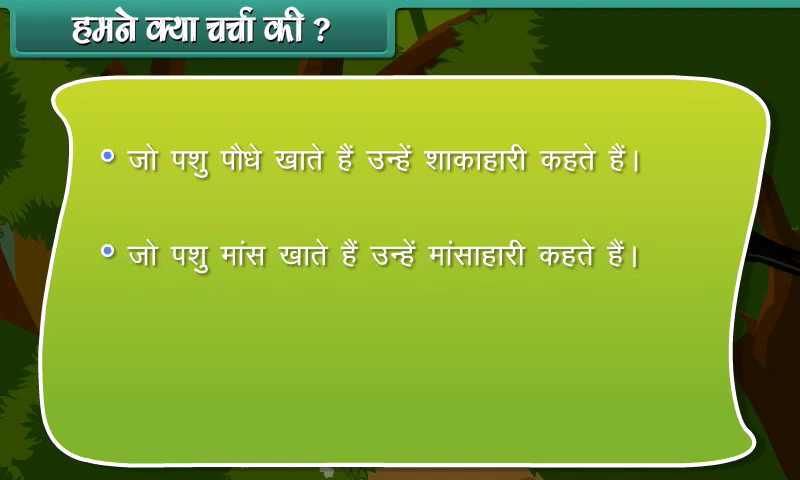 हमने क्या चर्चा की ?
जो पशु पौधे खाते हैं उन्हें शाकाहारी कहते हैं।
जो पशु मांस खाते हैं उन्हें मांसाहारी कहते हैं।